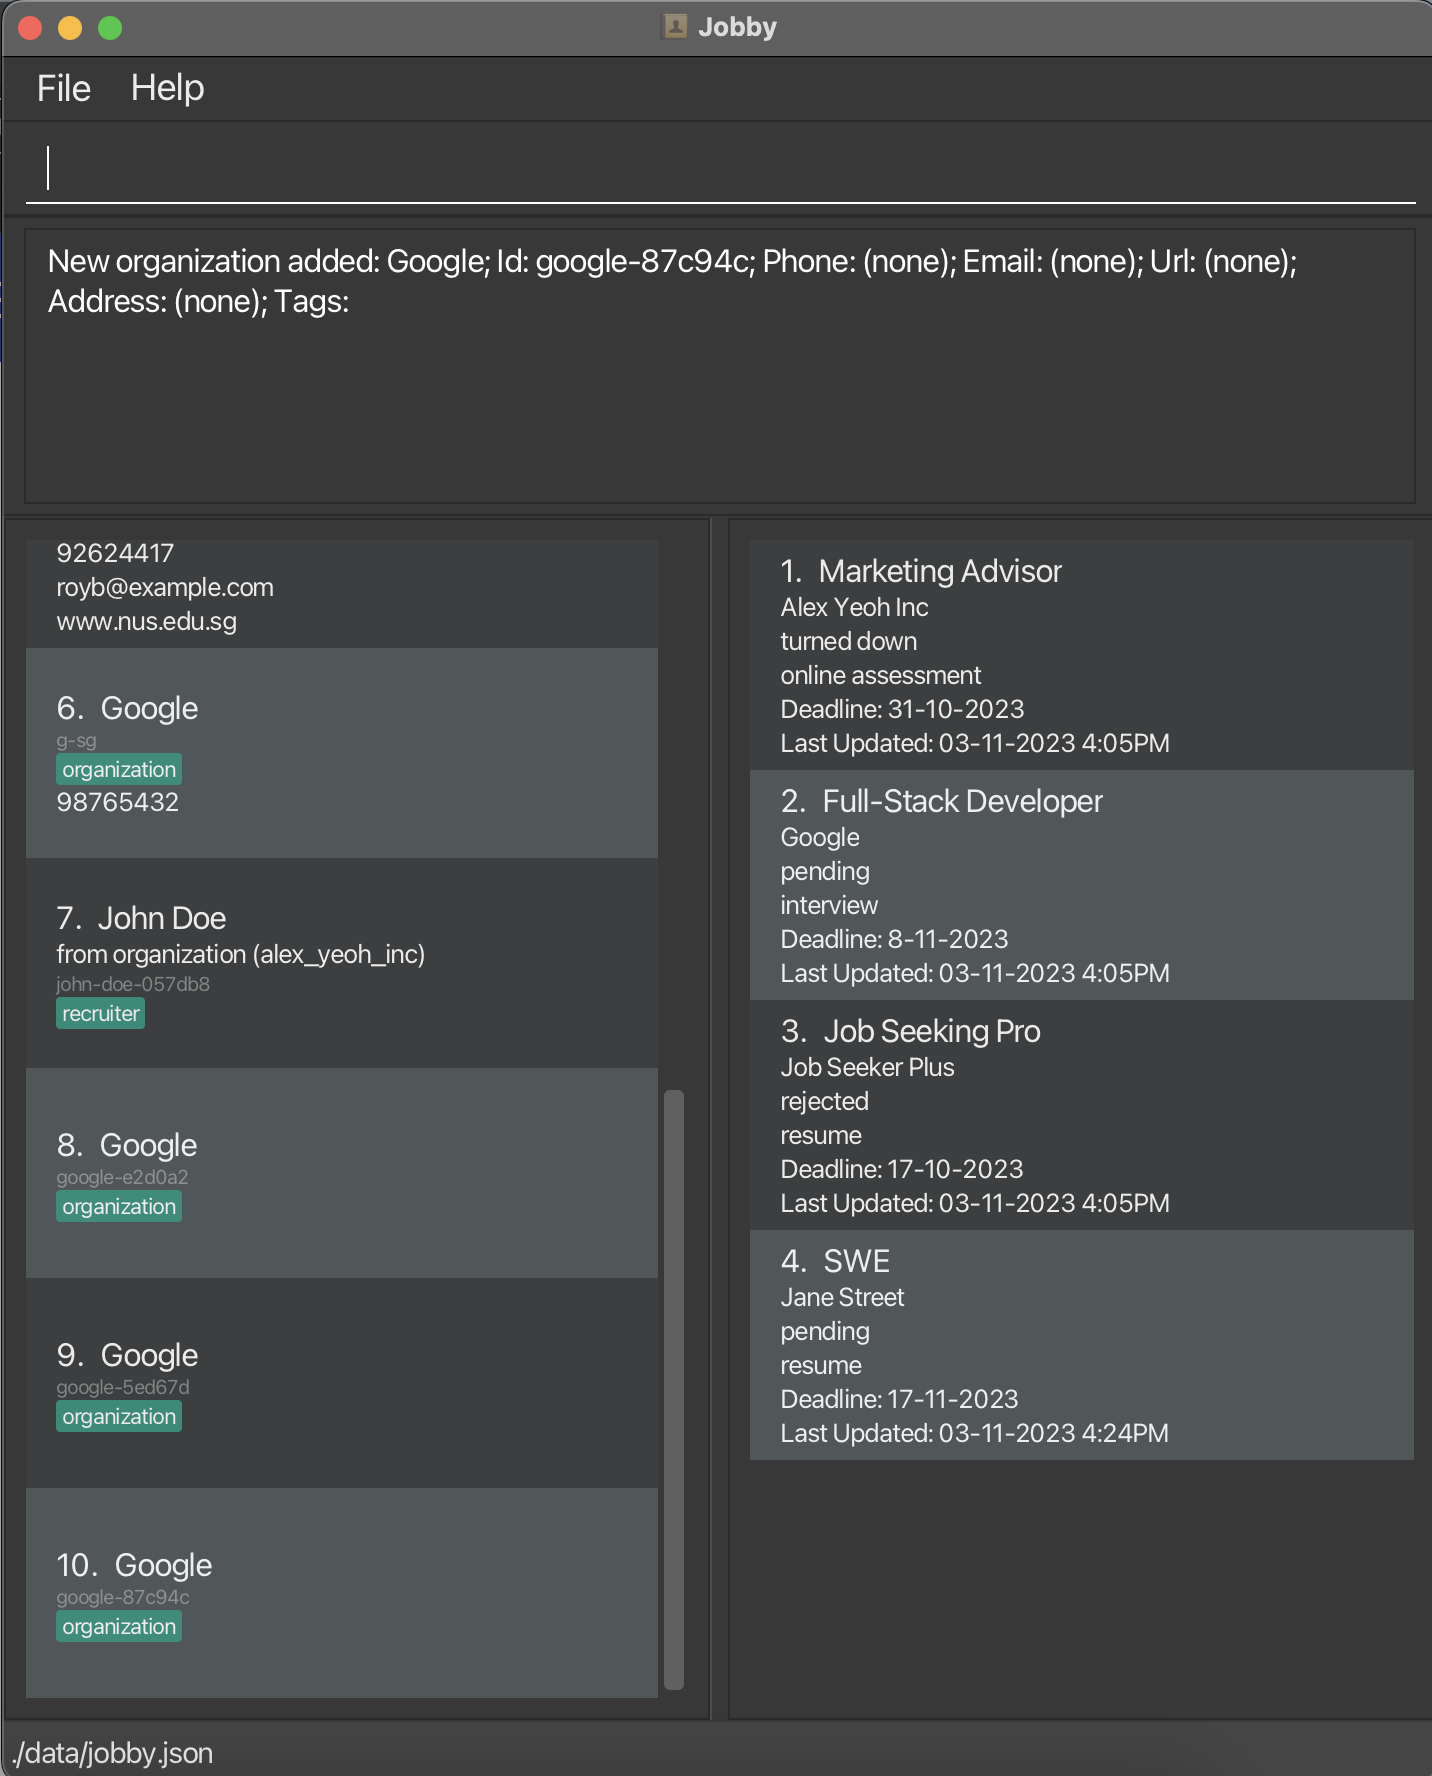 Jobby
File Help
New organization added: Google; Id: google-87c94c; Phone: (none); Email: (none); Url: (none);
Address: (none); Tags:
92624417
royb@example.com
www.nus.edu.sg
6. Google
g-sg
organization
98765432
7. John Doe
from organization (alex_yeoh_inc)
john-doe-057db8
recruiter
8. Google
google-e2d0a2
organization
9. Google
google-5ed67d
organization
10. Google
google-87c94c
organization
1. Marketing Advisor
Alex Yeoh Inc
turned down
online assessment
Deadline: 31-10-2023
Last Updated: 03-11-2023 4:05PM
2. Full-Stack Developer
Google
pending
interview
Deadline: 8-11-2023
Last Updated: 03-11-2023 4:05PM
3. Job Seeking Pro
Job Seeker Plus
rejected
resume
Deadline: 17-10-2023
Last Updated: 03-11-2023 4:05PM
4. SWE
Jane Street
pending
resume
Deadline: 17-11-2023
Last Updated: 03-11-2023 4:24PM
./data/jobby.json